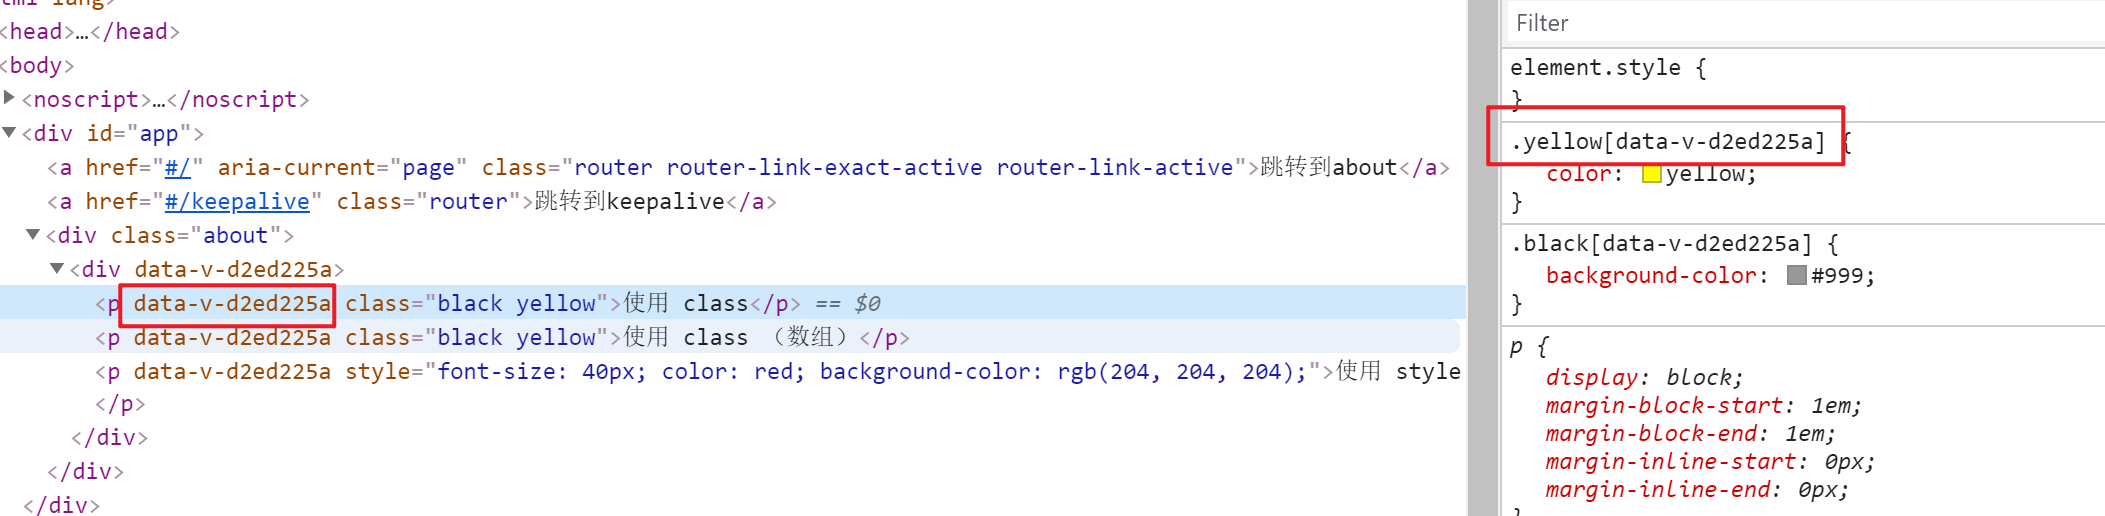 tml lang>
<head>…</head>
<body>
<noscript>…</noscript>
<div id="app">
<a href="#/" aria-current="page" class="router router-link-exact-active router-link-active">跳转到about</a>
<a href="#/keepalive" class="router">跳转到keepalive</a>
<div class="about">
<div data-v-d2ed225a>
<p data-v-d2ed225a class="black yellow">使用 class</p> == $0
<p data-v-d2ed225a class="black yellow">使用 class （数组）</p>
<p data-v-d2ed225a style="font-size: 40px; color: red; background-color: rgb(204, 204, 204);">使用 style
</p>
</div>
</div>
</div>
Filter
element.style {
}
.yellow[data-v-d2ed225a] {
color: yellow;
}
.black[data-v-d2ed225a] {
background-color: #999;
}
p {
display: block;
margin-block-start: 1em;
margin-block-end: 1em;
margin-inline-start: 0px;
margin-inline-end: 0px;
}